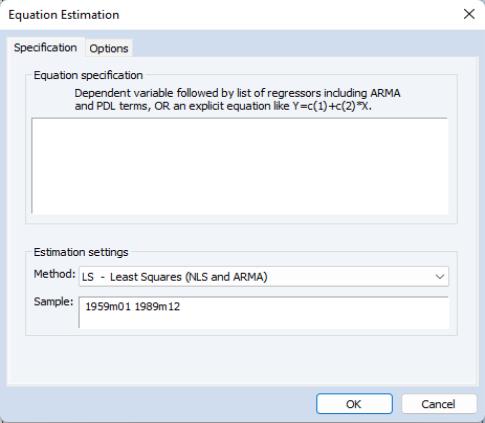 Equation Estimation
Specification Options
Equation specification
Dependent variable followed by list of regressors including ARMA
and PDL terms, OR an explicit equation like Y=c(1)+c(2)*X.
Estimation settings
Method: LS - Least Squares (NLS and ARMA)
Sample: 1959m01 1989m12
OK Cancel